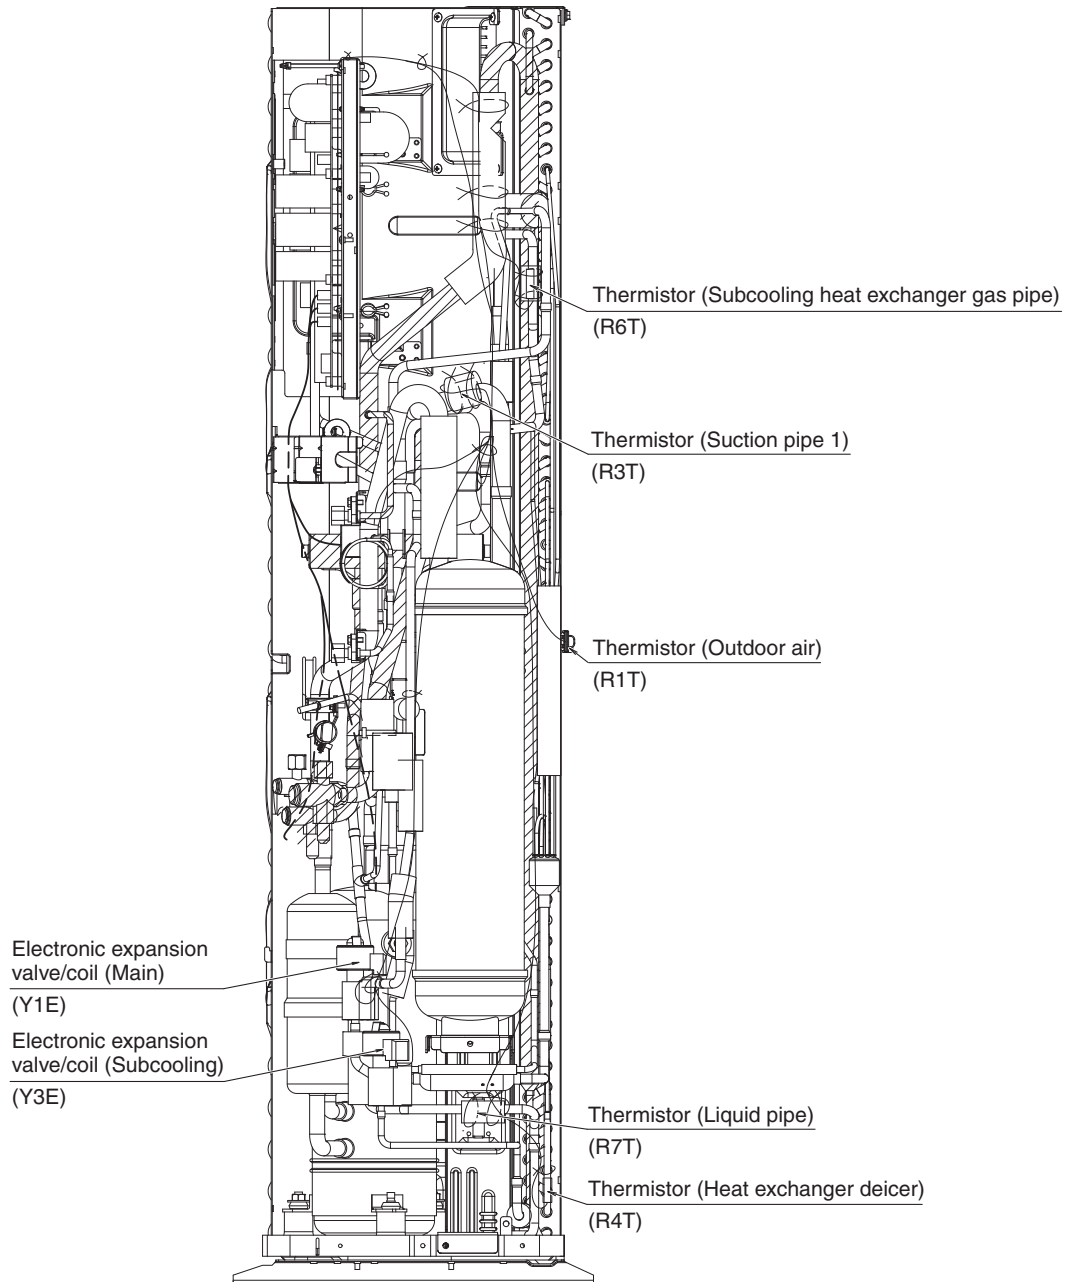 Thermistor (Subcooling heat exchanger gas pipe)
(R6T)
Thermistor (Suction pipe 1)
(R3T)
Thermistor (Outdoor air)
(R1T)
Electronic expansion
valve/coil (Main)
(Y1E)
Electronic expansion
valve/coil (Subcooling)
(Y3E)
Thermistor (Liquid pipe)
(R7T)
Thermistor (Heat exchanger deicer)
(R4T)